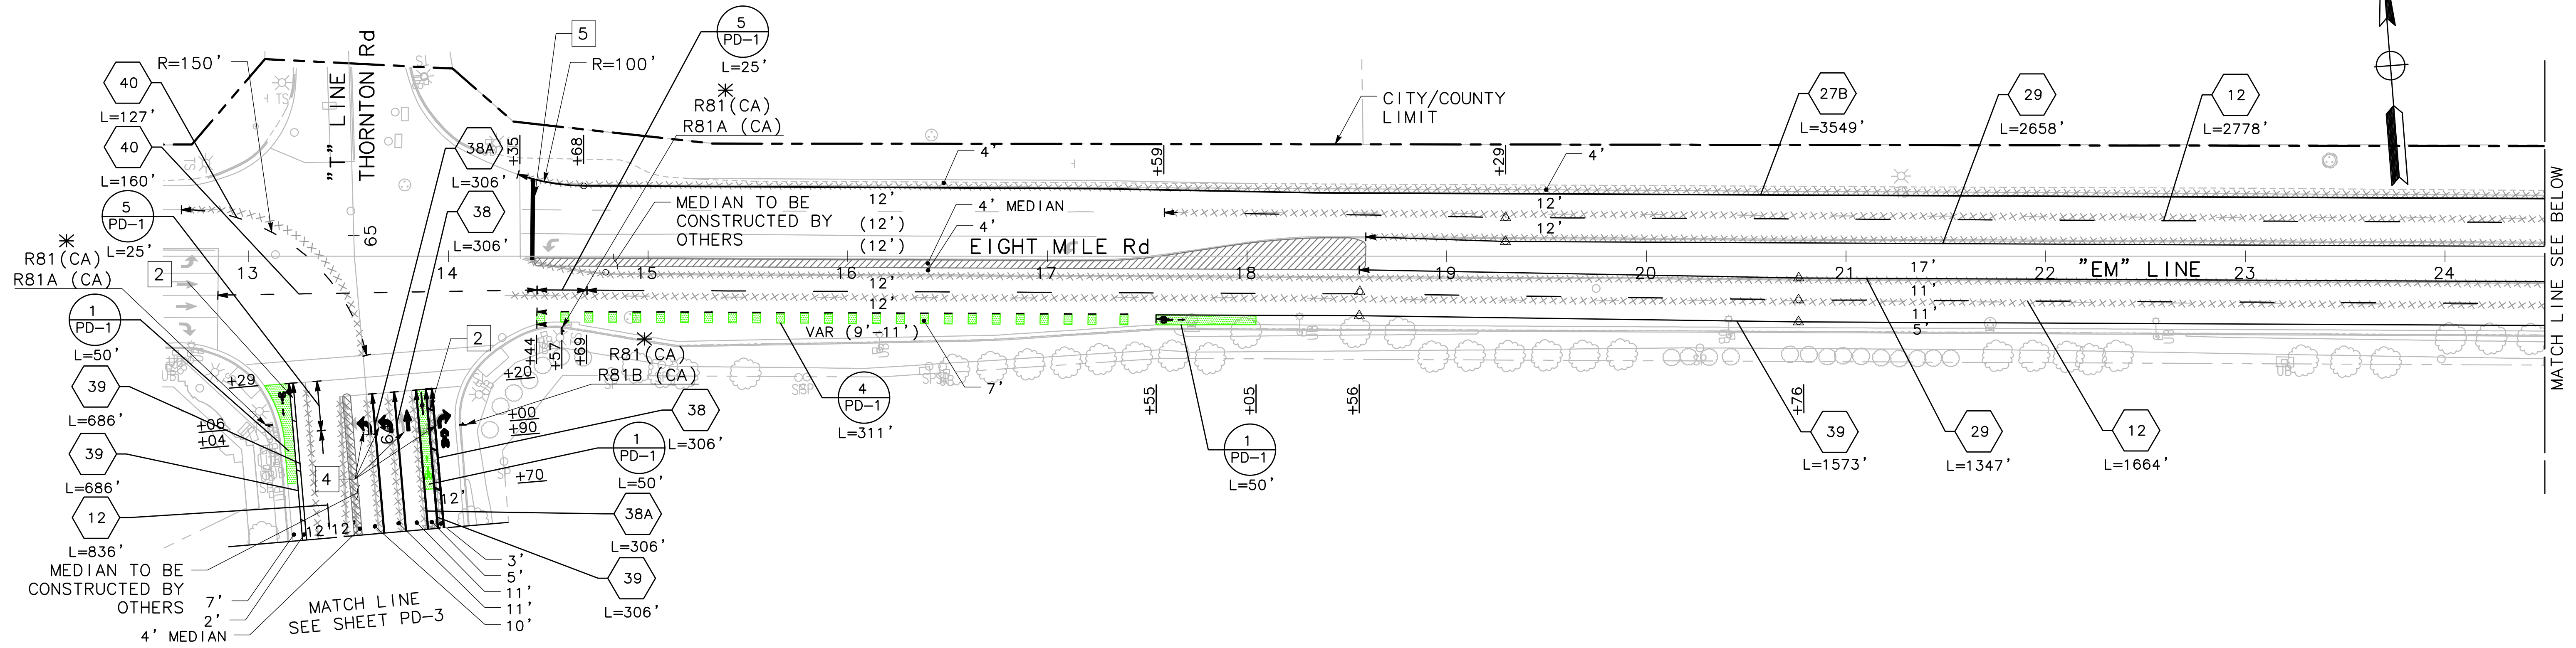 5
PD-1
L=25'
5
R=100'
R81(CA)
R81A (CA)
40
L=127'
R=150'
40
L=160'
"T" LINE
THORNTON Rd
65
38A
L=306'
38
L=306'
5
PD-1
L=25'
R81(CA)
R81A (CA)
2
1
PD-1
L=50'
39
L=686'
39
L=686'
12
L=836'
MEDIAN TO BE
CONSTRUCTED BY
OTHERS
7'
2'
4' MEDIAN
MATCH LINE
SEE SHEET PD-3
+29
+06
+04
4
12'
12'
12'
2
3'
5'
11'
11'
10'
+35
+68
4'
MEDIAN TO BE
CONSTRUCTED BY
OTHERS
12'
(12')
(12')
4' MEDIAN
4'
EIGHT MILE Rd
CITY/COUNTY
LIMIT
+59
+29
4'
27B
L=3549'
29
L=2658'
12
L=2778'
12'
12'
13
14
15
16
17
18
19
20
21
22
23
24
"EM" LINE
17'
11'
11'
5'
12'
12'
VAR (9'-11')
+44
+57
+69
+20
R81(CA)
R81B (CA)
+00
+90
+70
38
L=306'
1
PD-1
L=50'
38A
L=306'
39
L=306'
4
PD-1
L=311'
7'
+55
+05
+56
1
PD-1
L=50'
+76
39
L=1573'
29
L=1347'
12
L=1664'
MATCH LINE SEE BELOW
TS
SL